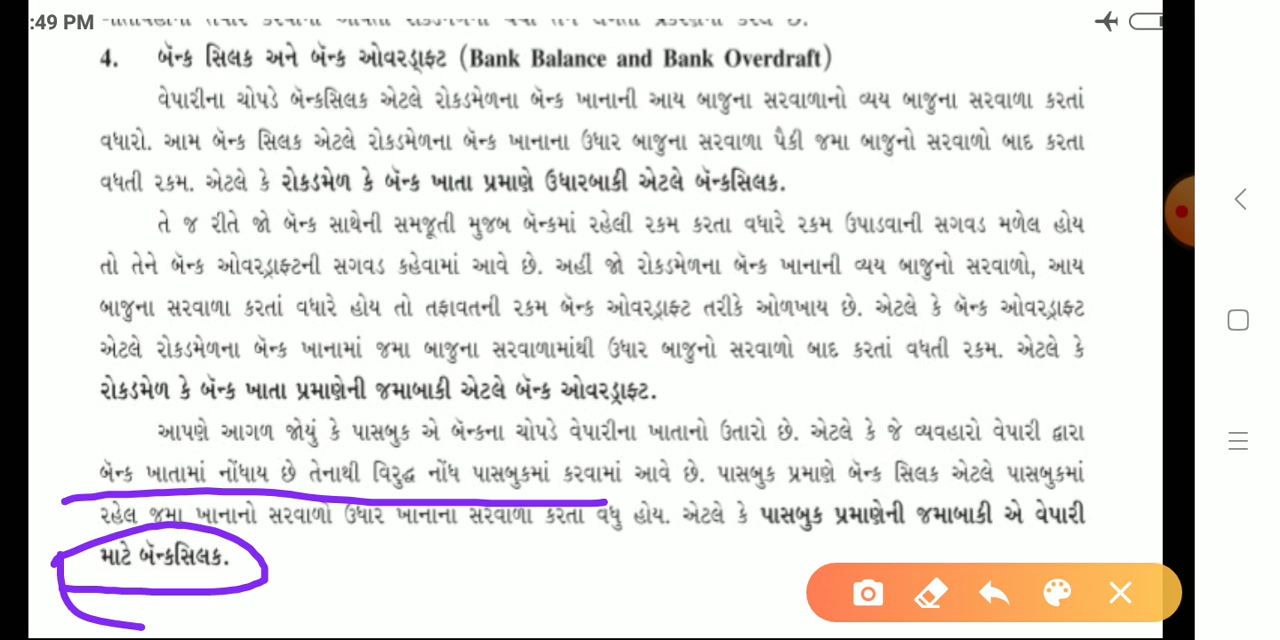 :49 PM
4. બૅન્ક સિલક અને બૅન્ક ઓવરડ્રાફ્ટ (Bank Balance and Bank Overdraft)
વેપારીના ચોપડે બૅન્કસિલક એટલે રોકડમેળના બૅન્ક ખાનાની આય બાજુના સરવાળાનો વ્યય બાજુના સરવાળા કરતાં
વધારો. આમ બૅન્ક સિલક એટલે રોકડમેળના બૅન્ક ખાનાના ઉધાર બાજુના સરવાળા પૈકી જમા બાજુનો સરવાળો બાદ કરતા
વધતી રકમ. એટલે કે રોકડમેળ કે બૅન્ક ખાતા પ્રમાણે ઉધારબાકી એટલે બૅન્કસિલક.
તે જ રીતે જો બૅન્ક સાથેની સમજૂતી મુજબ બૅન્કમાં રહેલી રકમ કરતા વધારે રકમ ઉપાડવાની સગવડ મળેલ હોય
તો તેને બૅન્ક ઓવરડ્રાફ્ટની સગવડ કહેવામાં આવે છે. અહીં જો રોકડમેળના બૅન્ક ખાનાની વ્યય બાજુનો સરવાળો, આય
બાજુના સરવાળા કરતાં વધારે હોય તો તફાવતની રકમ બૅન્ક ઓવરડ્રાફ્ટ તરીકે ઓળખાય છે. એટલે કે બૅન્ક ઓવરડ્રાફ્ટ
એટલે રોકડમેળના બૅન્ક ખાનામાં જમા બાજુના સરવાળામાંથી ઉધાર બાજુનો સરવાળો બાદ કરતાં વધતી રકમ. એટલે કે
રોકડમેળ કે બૅન્ક ખાતા પ્રમાણેની જમાબાકી એટલે બૅન્ક ઓવરડ્રાફ્ટ.
આપણે આગળ જોયું કે પાસબુક એ બૅન્કના ચોપડે વેપારીના ખાતાનો ઉતારો છે. એટલે કે જે વ્યવહારો વેપારી દ્વારા
બૅન્ક ખાતામાં નોંધાય છે તેનાથી વિરુદ્ધ નોંધ પાસબુકમાં કરવામાં આવે છે. પાસબુક પ્રમાણે બૅન્ક સિલક એટલે પાસબુકમાં
રહેલ જમા ખાનાનો સરવાળો ઉધાર ખાનાના સરવાળા કરતા વધુ હોય. એટલે કે પાસબુક પ્રમાણેની જમાબાકી એ વેપારી
માટે બૅન્કસિલક.